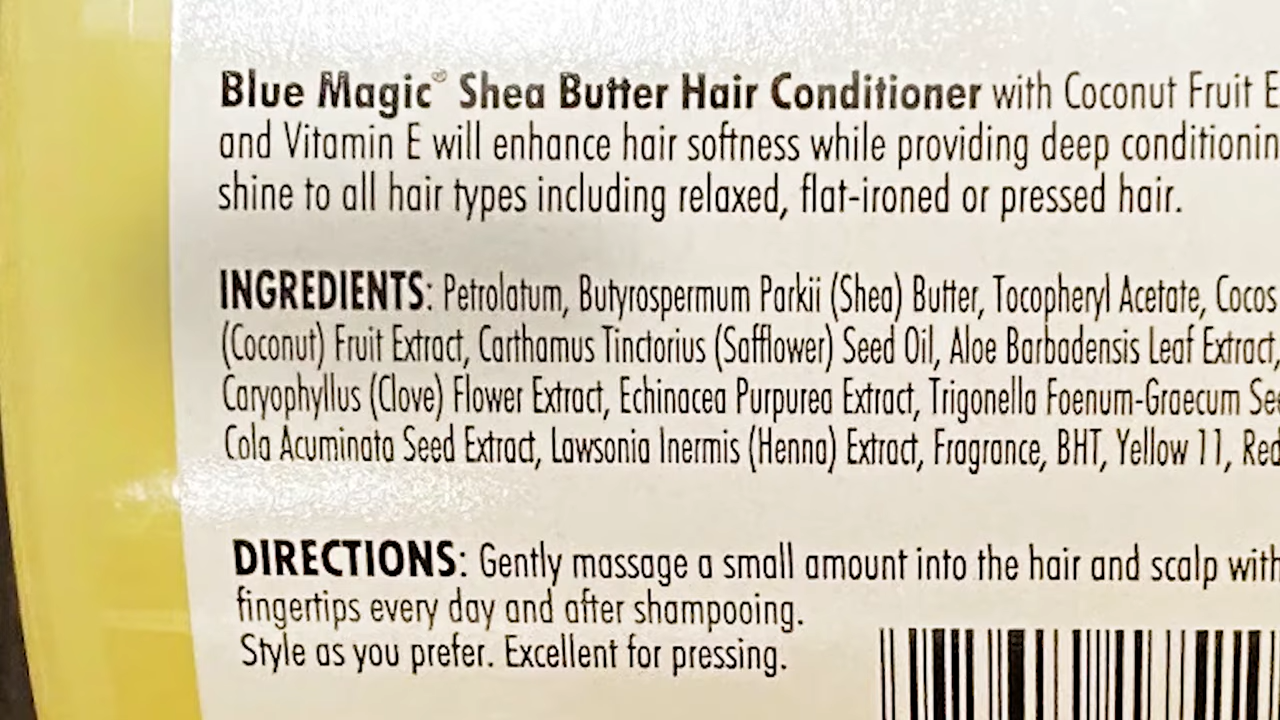 Blue Magic® Shea Butter Hair Conditioner with Coconut Fruit E
and Vitamin E will enhance hair softness while providing deep conditionin
shine to all hair types including relaxed, flat-ironed or pressed hair.
INGREDIENTS: Petrolatum, Butyrospermum Parkii (Shea) Butter, Tocopheryl Acetate, Cocos
(Coconut) Fruit Extract, Carthamus Tinctorius (Safflower) Seed Oil, Aloe Barbadensis Leaf Extract,
Caryophyllus (Clove) Flower Extract, Echinacea Purpurea Extract, Trigonella Foenum-Graecum See
Cola Acuminata Seed Extract, Lawsonia Inermis (Henna) Extract, Fragrance, BHT, Yellow 11, Red
DIRECTIONS: Gently massage a small amount into the hair and scalp with
fingertips every day and after shampooing.
Style as you prefer. Excellent for pressing.